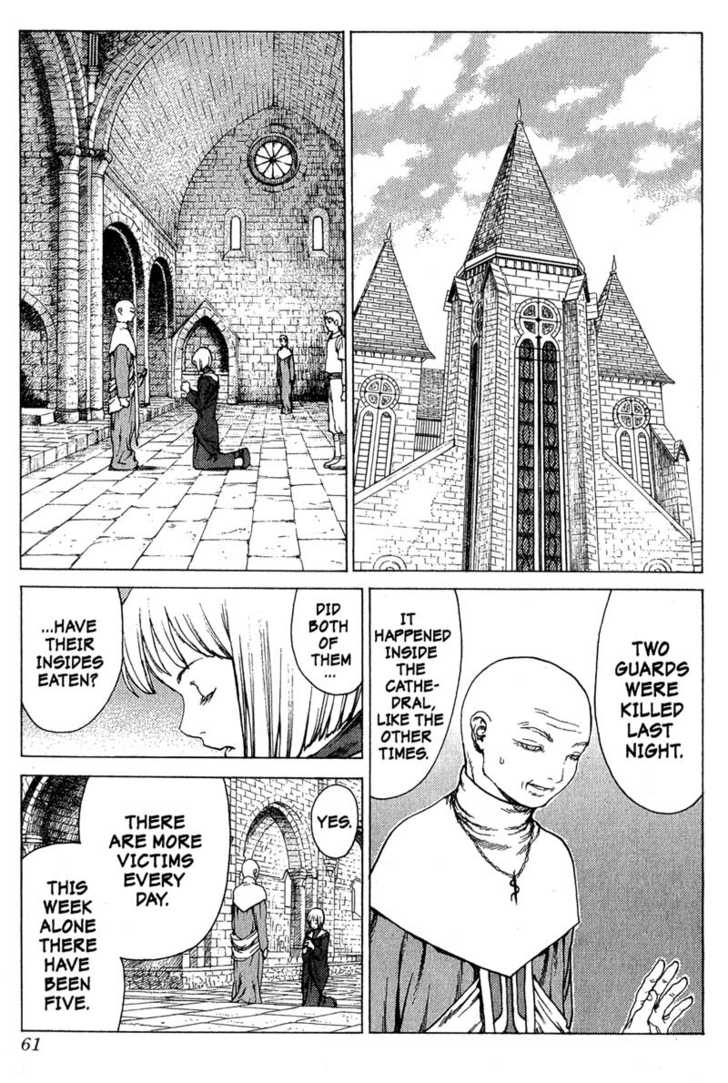 TWO
GUARDS
WERE
KILLED
LAST
NIGHT.
IT
HAPPENED
INSIDE
THE
CATHE-
DRAL,
LIKE THE
OTHER
TIMES.
DID
BOTH
OF
THEM
...
...HAVE
THEIR
INSIDES
EATEN?
YES.
THERE
ARE MORE
VICTIMS
EVERY
DAY.
THIS
WEEK
ALONE
THERE
HAVE
BEEN
FIVE.
61